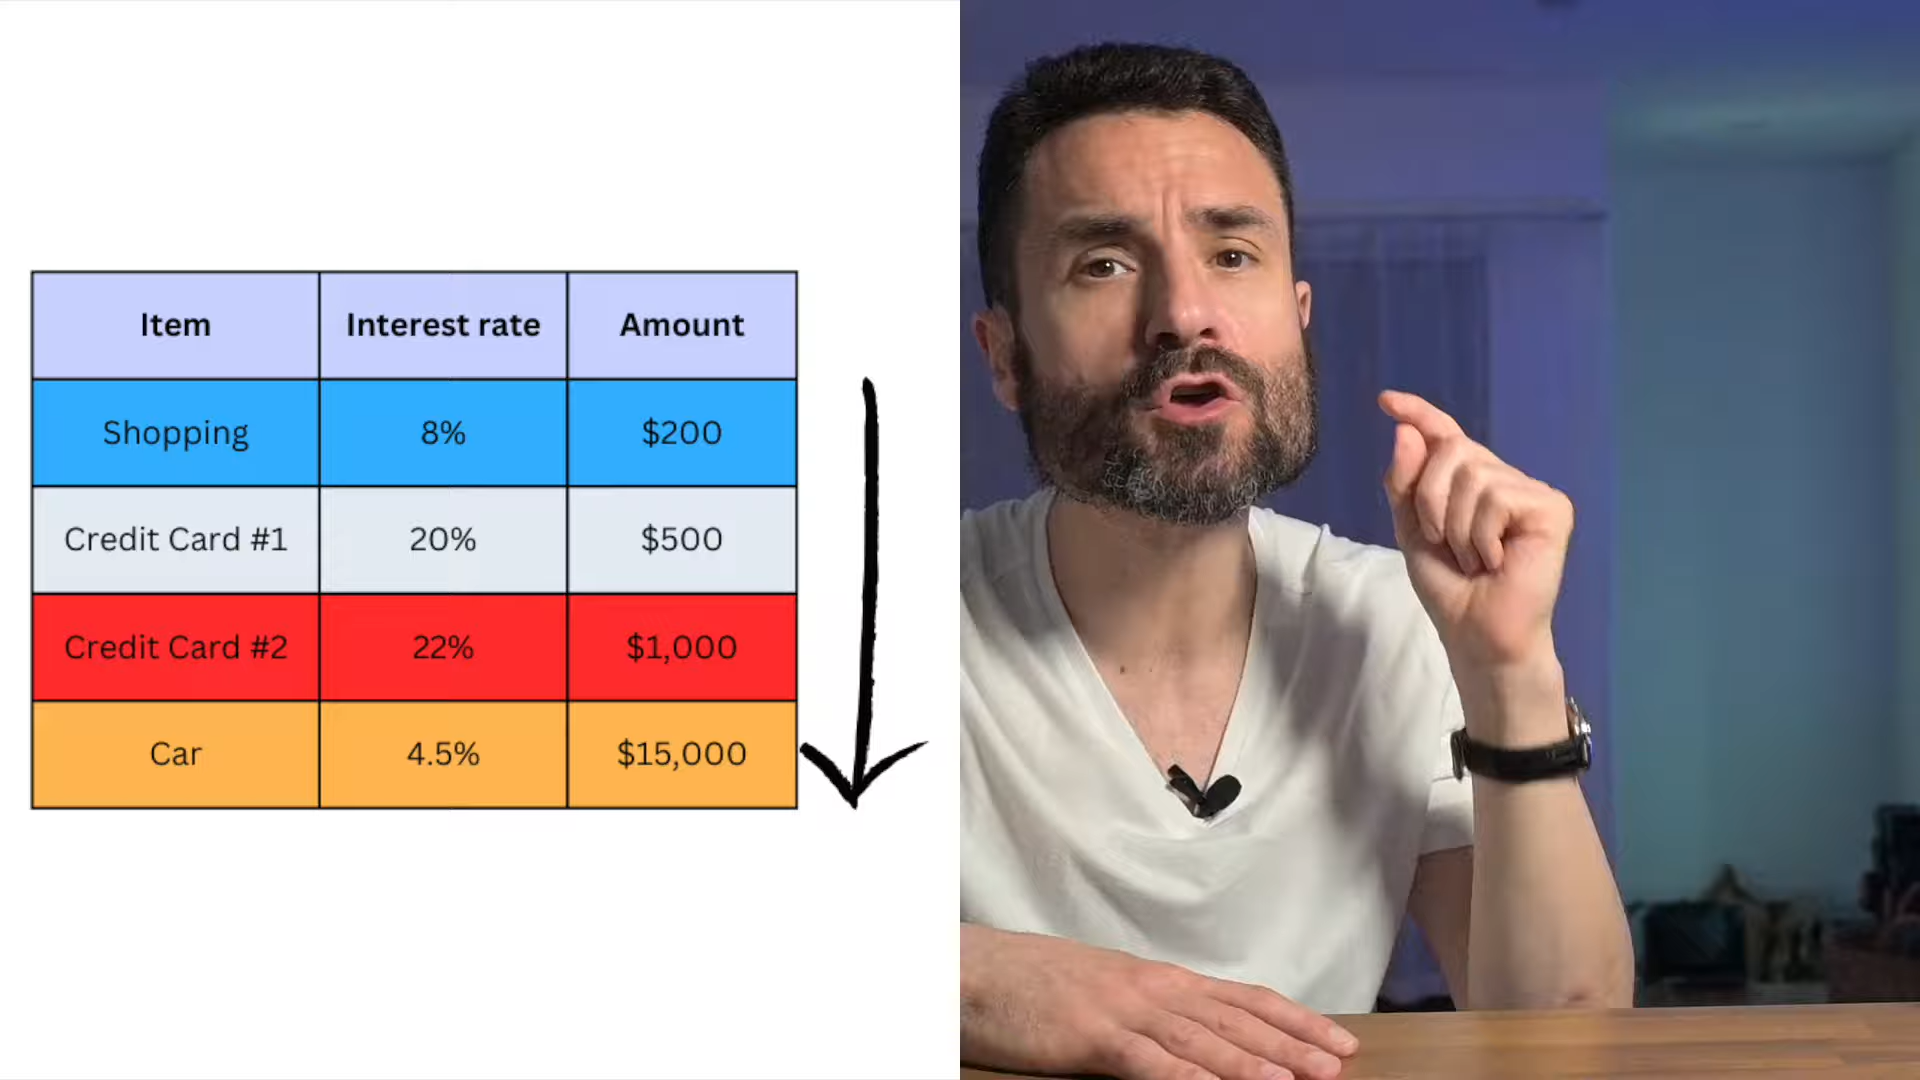 Item Interest rate Amount
Shopping 8% $200
Credit Card #1 20% $500
Credit Card #2 22% $1,000
Car 4.5% $15,000